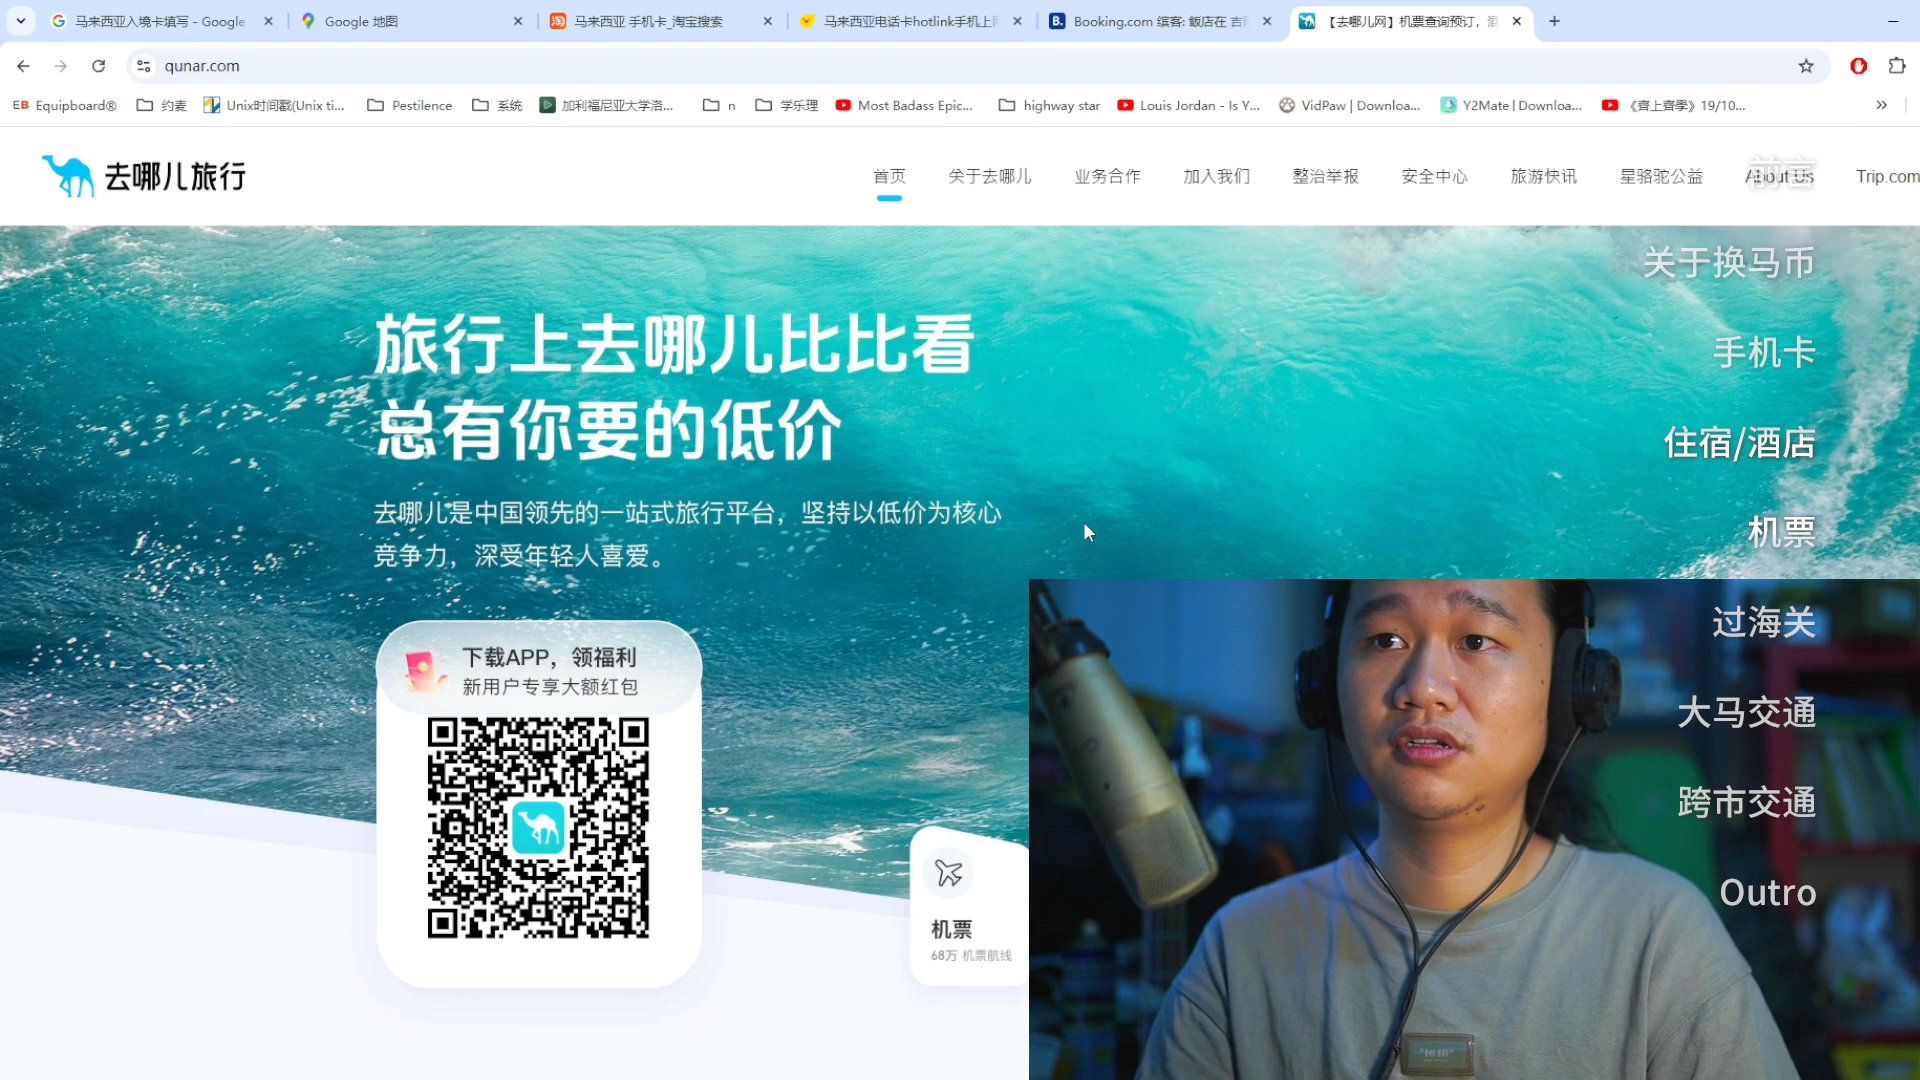 马来西亚入境卡填写 - Google
Google 地图
马来西亚 手机卡_淘宝搜索
马来西亚电话卡hotlink手机上
Booking.com 缤客: 飯店在 吉
【去哪儿网】机票查询预订，
qunar.com
EB Equipboard®
约麦
Unix时间戳(Unix ti...
Pestilence
系统
加利福尼亚大学洛...
n
学乐理
Most Badass Epic...
highway star
Louis Jordan - Is Y...
VidPaw | Downloa...
Y2Mate | Downloa...
《齊上齊學》19/10...
去哪儿旅行
首页
关于去哪儿
业务合作
加入我们
整治举报
安全中心
旅游快讯
星骆驼公益
About Us
Trip.com
前言
关于换马币
手机卡
住宿/酒店
机票
过海关
大马交通
跨市交通
Outro
旅行上去哪儿比比看
总有你要的低价
去哪儿是中国领先的一站式旅行平台，坚持以低价为核心
竞争力，深受年轻人喜爱。
下载APP，领福利
新用户专享大额红包
机票
68万 机票航线
"1610"